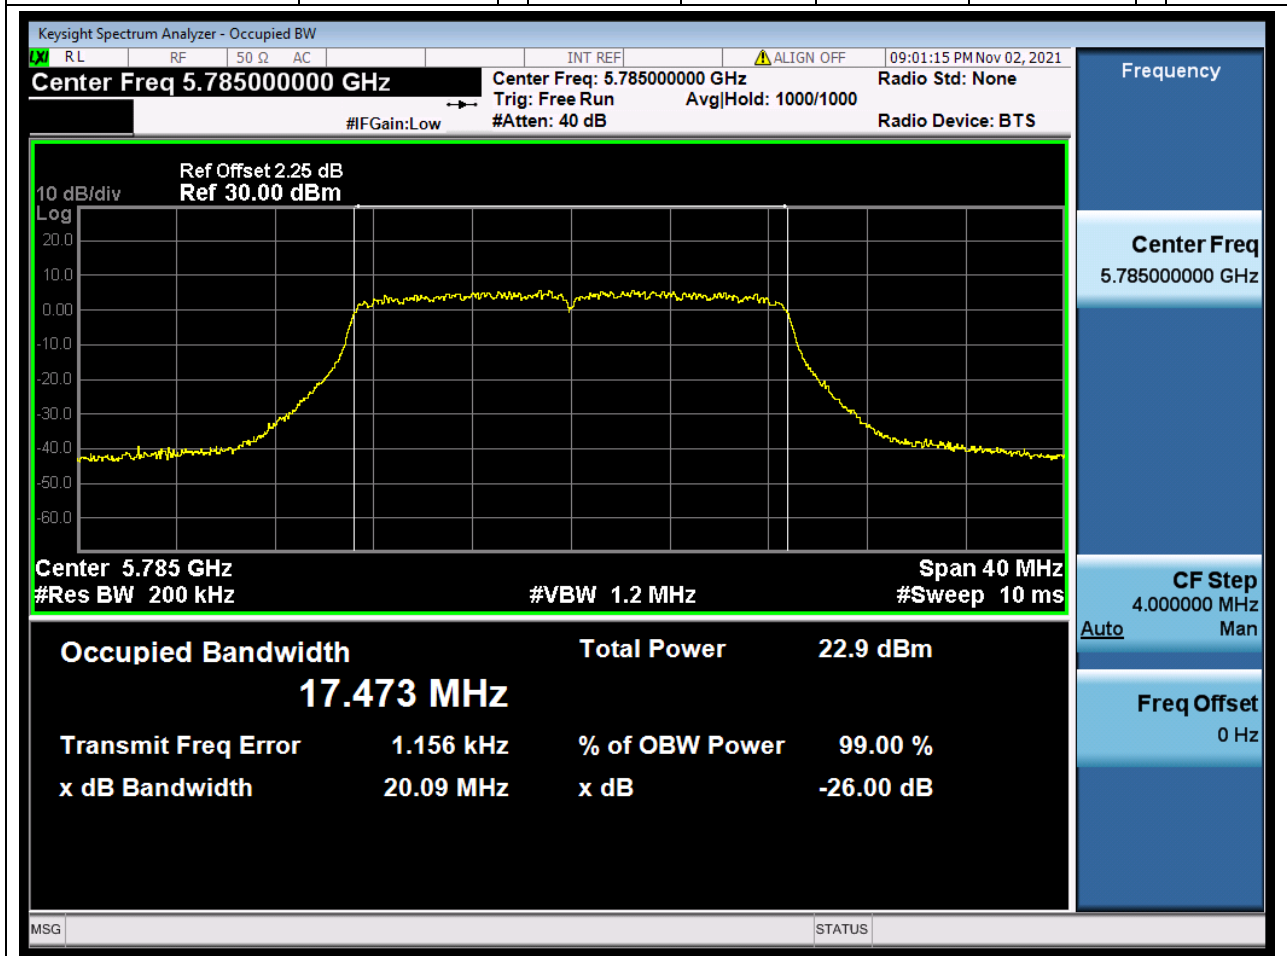 Keysight Spectrum Analyzer - Occupied BW
LXI RL RF 50 Ω AC INT REF ALIGN OFF 09:01:15 PM Nov 02, 2021
Center Freq 5.785000000 GHz
Center Freq: 5.785000000 GHz
Radio Std: None
Trig: Free Run
Avg|Hold: 1000/1000
#IFGain:Low
#Atten: 40 dB
Radio Device: BTS
Ref Offset 2.25 dB
10 dB/div
Ref 30.00 dBm
Log
20.0
10.0
0.00
-10.0
-20.0
-30.0
-40.0
-50.0
-60.0
Center 5.785 GHz
Span 40 MHz
#Res BW 200 kHz
#VBW 1.2 MHz
#Sweep 10 ms
Occupied Bandwidth
17.473 MHz
Total Power 22.9 dBm
Transmit Freq Error 1.156 kHz
% of OBW Power 99.00 %
x dB Bandwidth 20.09 MHz
x dB -26.00 dB
Frequency
Center Freq
5.785000000 GHz
CF Step
4.000000 MHz
Auto Man
Freq Offset
0 Hz
MSG
STATUS